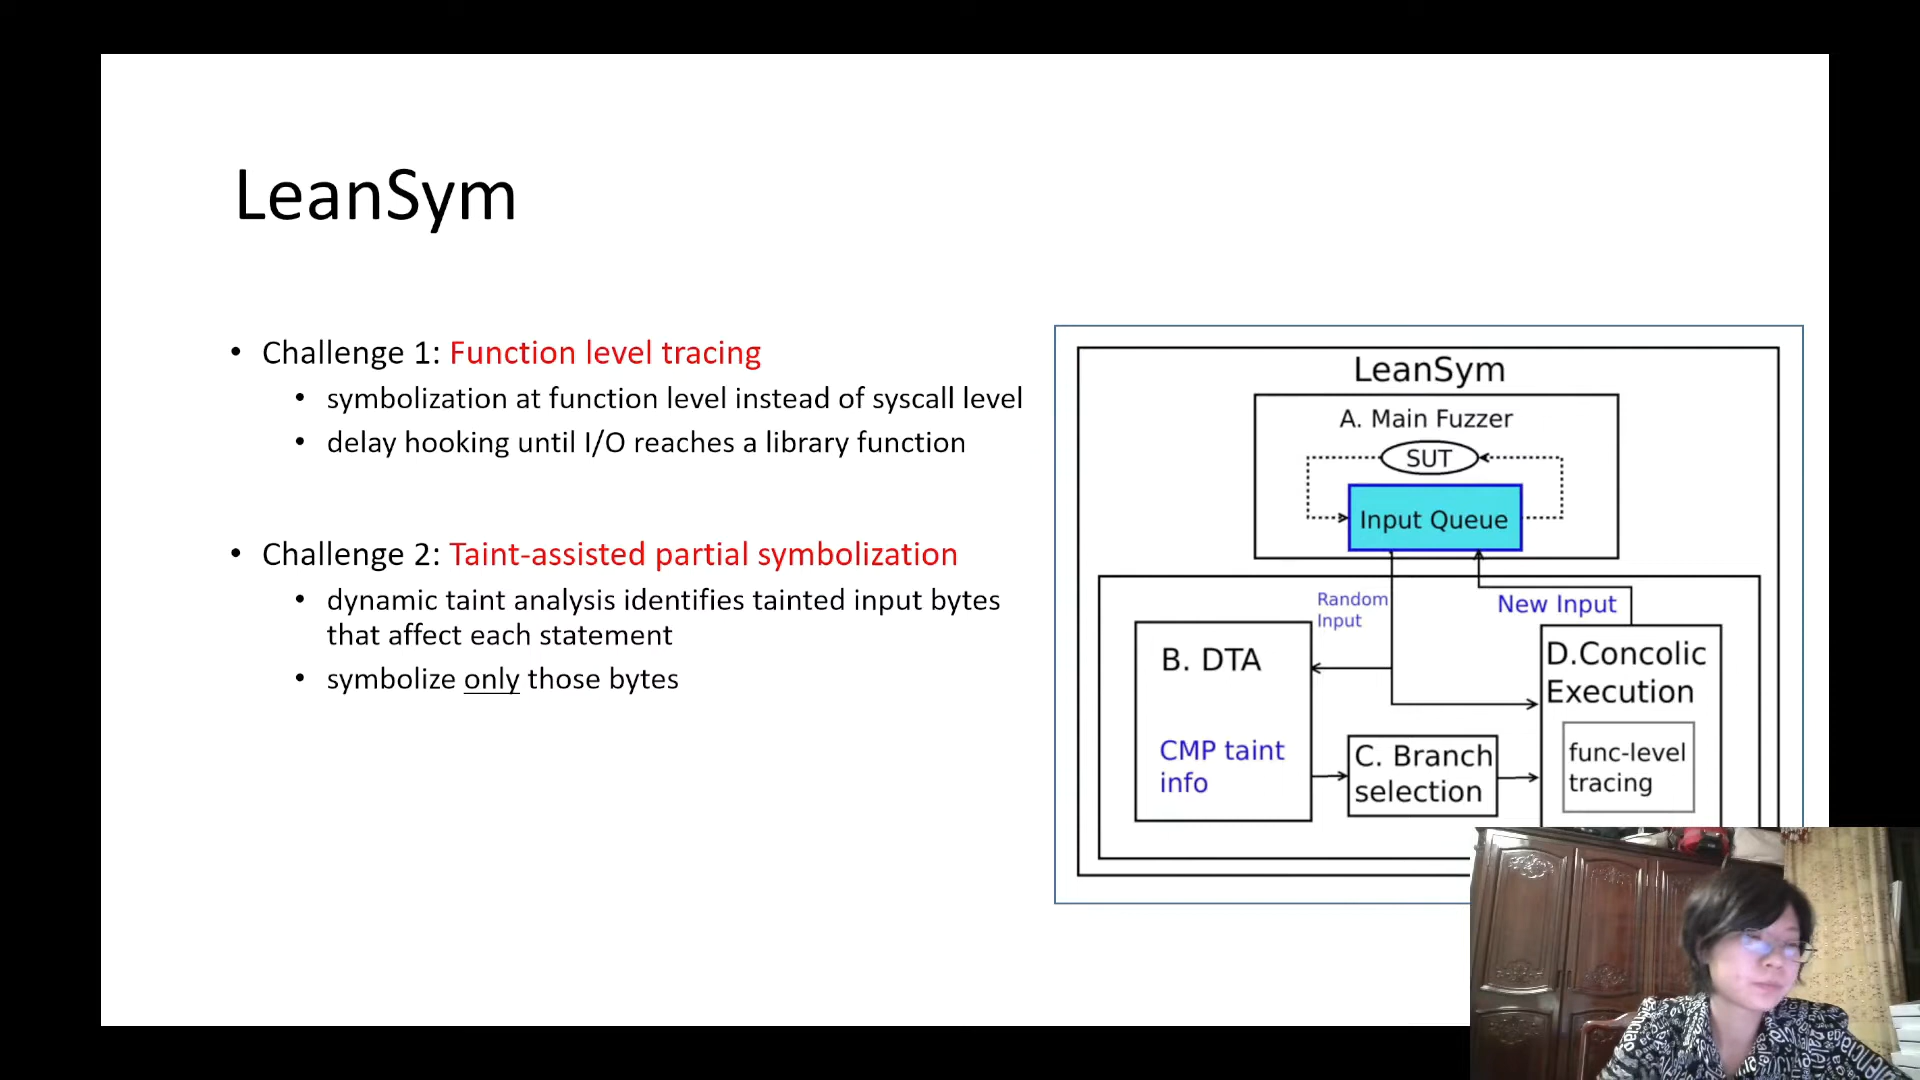 LeanSym
• Challenge 1: Function level tracing
• symbolization at function level instead of syscall level
• delay hooking until I/O reaches a library function
• Challenge 2: Taint-assisted partial symbolization
• dynamic taint analysis identifies tainted input bytes
that affect each statement
• symbolize only those bytes
LeanSym
A. Main Fuzzer
SUT
Input Queue
Random
Input
New Input
B. DTA
CMP taint
info
C. Branch
selection
D.Concolic
Execution
func-level
tracing